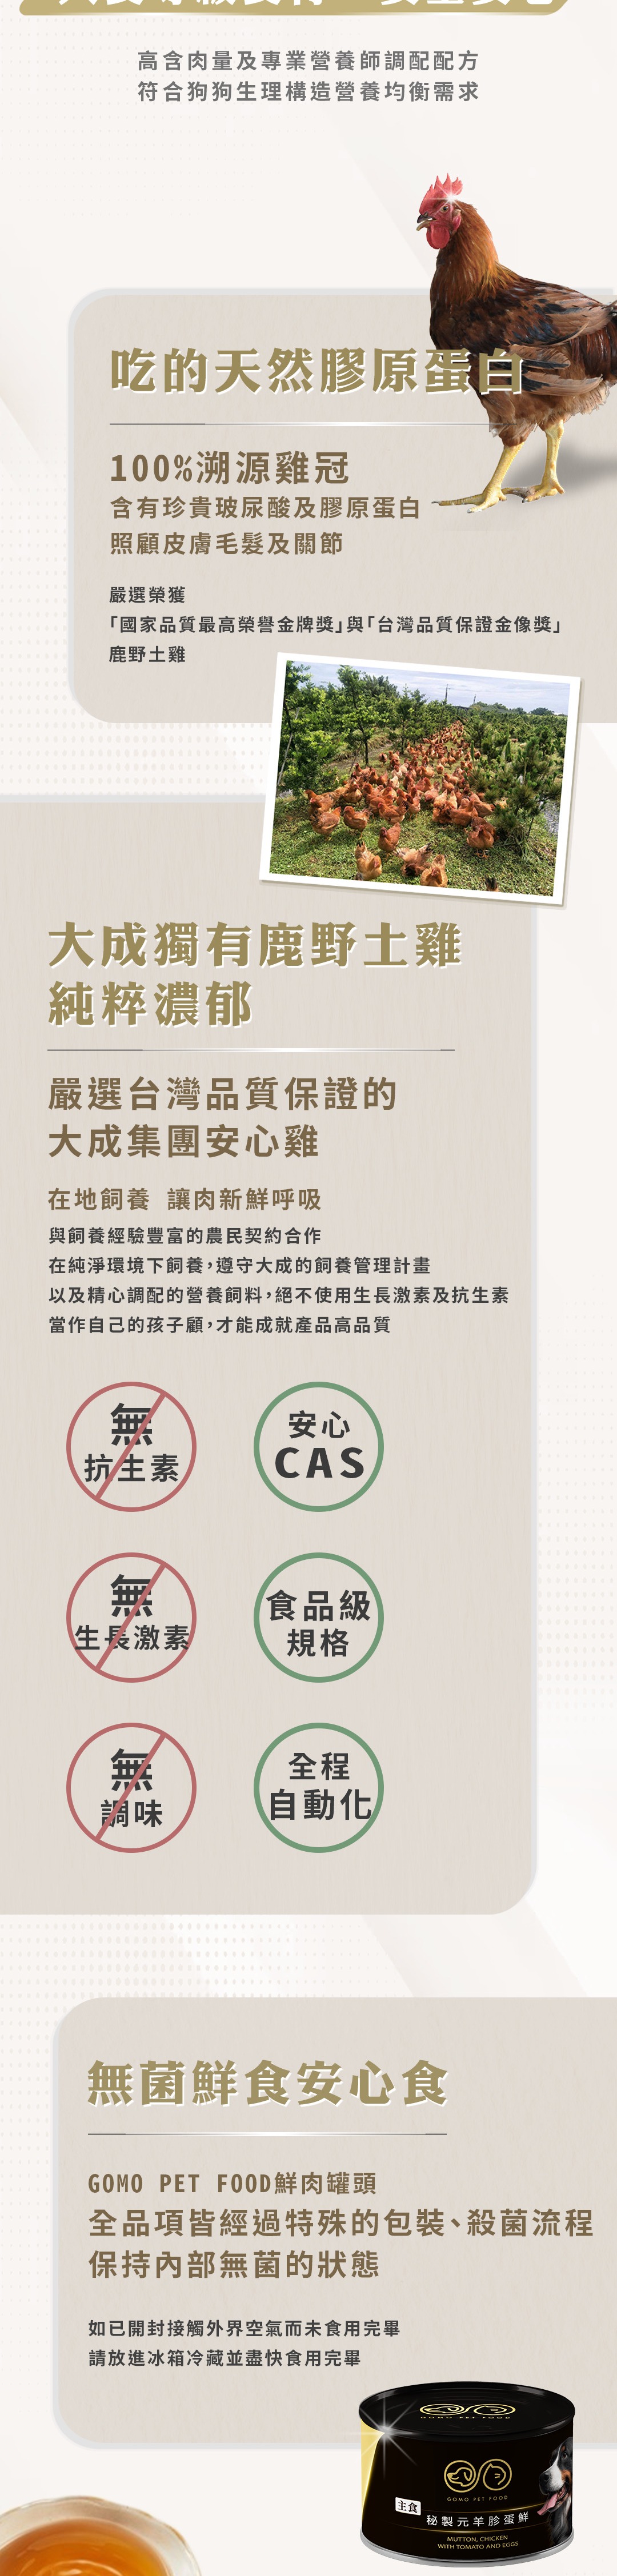 高含肉量及專業營養師調配配方
符合狗狗生理構造營養均衡需求
吃的天然膠原蛋白
100%溯源雞冠
含有珍貴玻尿酸及膠原蛋白
照顧皮膚毛髮及關節
嚴選榮獲
「國家品質最高榮譽金牌獎」與「台灣品質保證金像獎」
鹿野土雞
大成獨有鹿野土雞
純粹濃郁
嚴選台灣品質保證的
大成集團安心雞
在地飼養 讓肉新鮮呼吸
與飼養經驗豐富的農民契約合作
在純淨環境下飼養，遵守大成的飼養管理計畫
以及精心調配的營養飼料，絕不使用生長激素及抗生素
當作自己的孩子顧，才能成就產品高品質
無
抗生素
安心
CAS
無
生長激素
食品級
規格
無
調味
全程
自動化
無菌鮮食安心食
GOMO PET FOOD鮮肉罐頭
全品項皆經過特殊的包裝、殺菌流程
保持內部無菌的狀態
如已開封接觸外界空氣而未食用完畢
請放進冰箱冷藏並盡快食用完畢
GOMO PET FOOD
GOMO PET FOOD
主食
秘製元羊胗蛋鮮
MUTTON, CHICKEN
WITH TOMATO AND EGGS